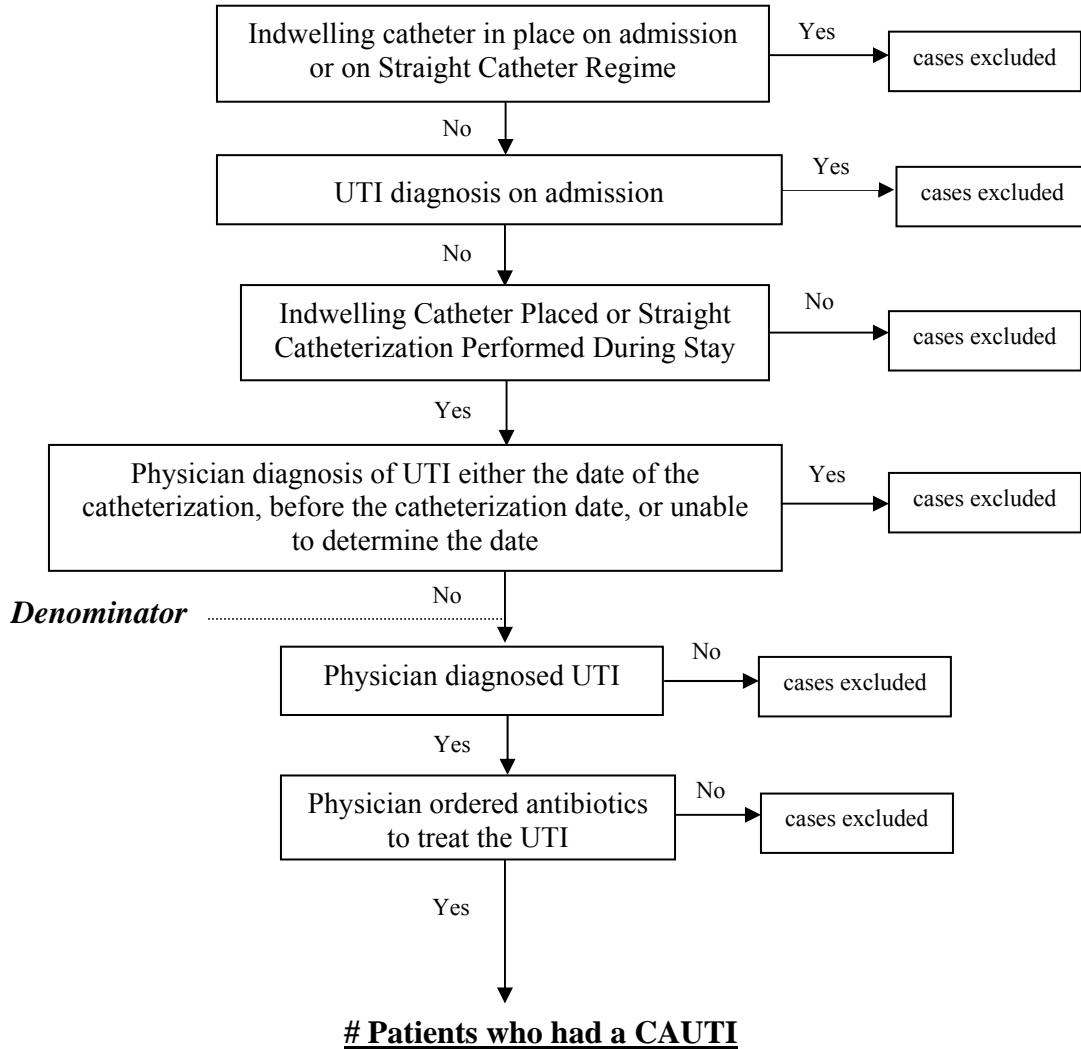 Indwelling catheter in place on admission
or on Straight Catheter Regime
Yes
cases excluded
No
UTI diagnosis on admission
Yes
cases excluded
No
Indwelling Catheter Placed or Straight
Catheterization Performed During Stay
No
cases excluded
Yes
Physician diagnosis of UTI either the date of the
catheterization, before the catheterization date, or unable
to determine the date
Yes
cases excluded
No
Denominator
Physician diagnosed UTI
No
cases excluded
Yes
Physician ordered antibiotics
to treat the UTI
No
cases excluded
Yes
# Patients who had a CAUTI